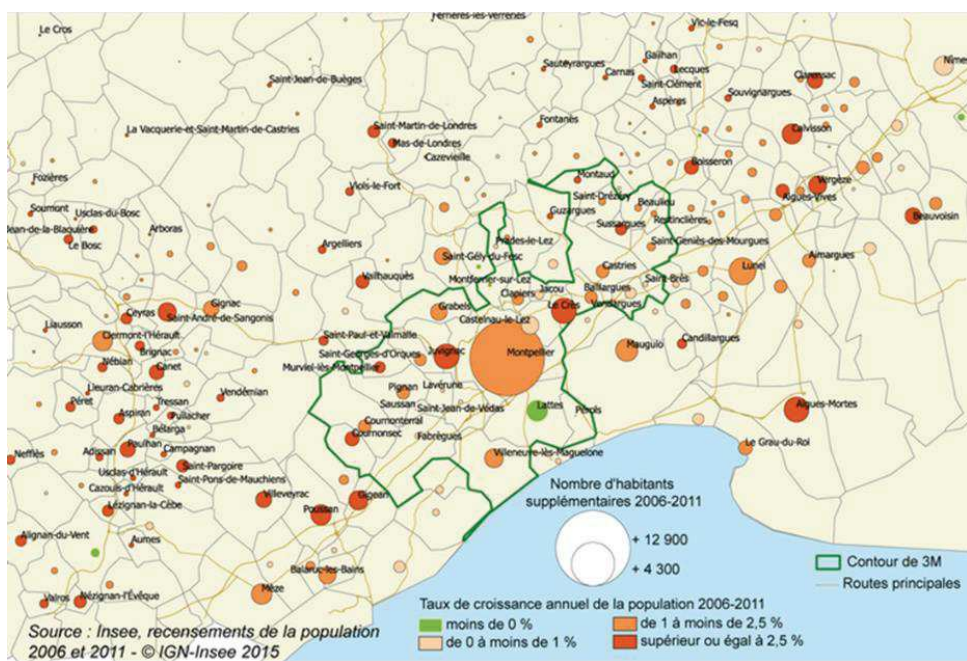 Ferrières-les-Verreries
Vic-le-Fesq
Le Cros
Gailhan
Sauteyrargues
Lecques
Nîmes
Saint-Jean-de-Buèges
Carnas
Saint-Clément
Clarensac
Souvignargues
Aspères
Fontanès
La Vacquerie-et-Saint-Martin-de-Castries
Saint-Martin-de-Londres
Calvisson
Mas-de-Londres
Cazevieille
Boisseron
Fozières
Montaud
Vergèze
Viols-le-Fort
Saint-Drézéry
Aigues-Vives
Soumont
Usclas-du-Bosc
Guzargues
Beaulieu
Restinclières
Beauvoisin
Jean-de-la-Blaquière
Arboras
Sussargues
Le Bosc
Argelliers
Prades-le-Lez
Saint-Geniès-des-Mourgues
Saint-Gély-du-Fesc
Aimargues
Vailhauquès
Montferrier-sur-Lez
Castries
Lunel
Jacou
Saint-Brès
Clapiers
Baillargues
Gignac
Ceyras
Grabels
Le Crès
Vendargues
Saint-André-de-Sangonis
Castelnau-le-Lez
Liausson
Clermont-l'Hérault
Saint-Paul-et-Valmalle
Candillargues
Brignac
Saint-Georges-d'Orques
Juvignac
Montpellier
Mauguio
Nébian
Canet
Murviel-lès-Montpellier
Lieuran-Cabrières
Pignan
Lavérune
Vendémian
Péret
Tressan
Saussan
Saint-Jean-de-Védas
Lattes
Pérols
Aigues-Mortes
Aspiran
Puilacher
Cournonterral
Bélarga
Cournonsec
Fabrègues
Paulhan
Le Grau-du-Roi
Neffiès
Adissan
Campagnan
Villeneuve-lès-Maguelone
Saint-Pargoire
Usclas-d'Hérault
Saint-Pons-de-Mauchiens
Cazouls-d'Hérault
Villeveyrac
Gigean
Lézignan-la-Cèbe
Poussan
Alignan-du-Vent
Aumes
Balaruc-les-Bains
Mèze
Valros
Nézignan-l'Évêque
Nombre d'habitants
supplémentaires 2006-2011
+ 12 900
+ 4 300
Contour de 3M
Routes principales
Taux de croissance annuel de la population 2006-2011
moins de 0 %
de 1 à moins de 2,5 %
de 0 à moins de 1 %
supérieur ou égal à 2,5 %
Source : Insee, recensements de la population
2006 et 2011 - © IGN-Insee 2015